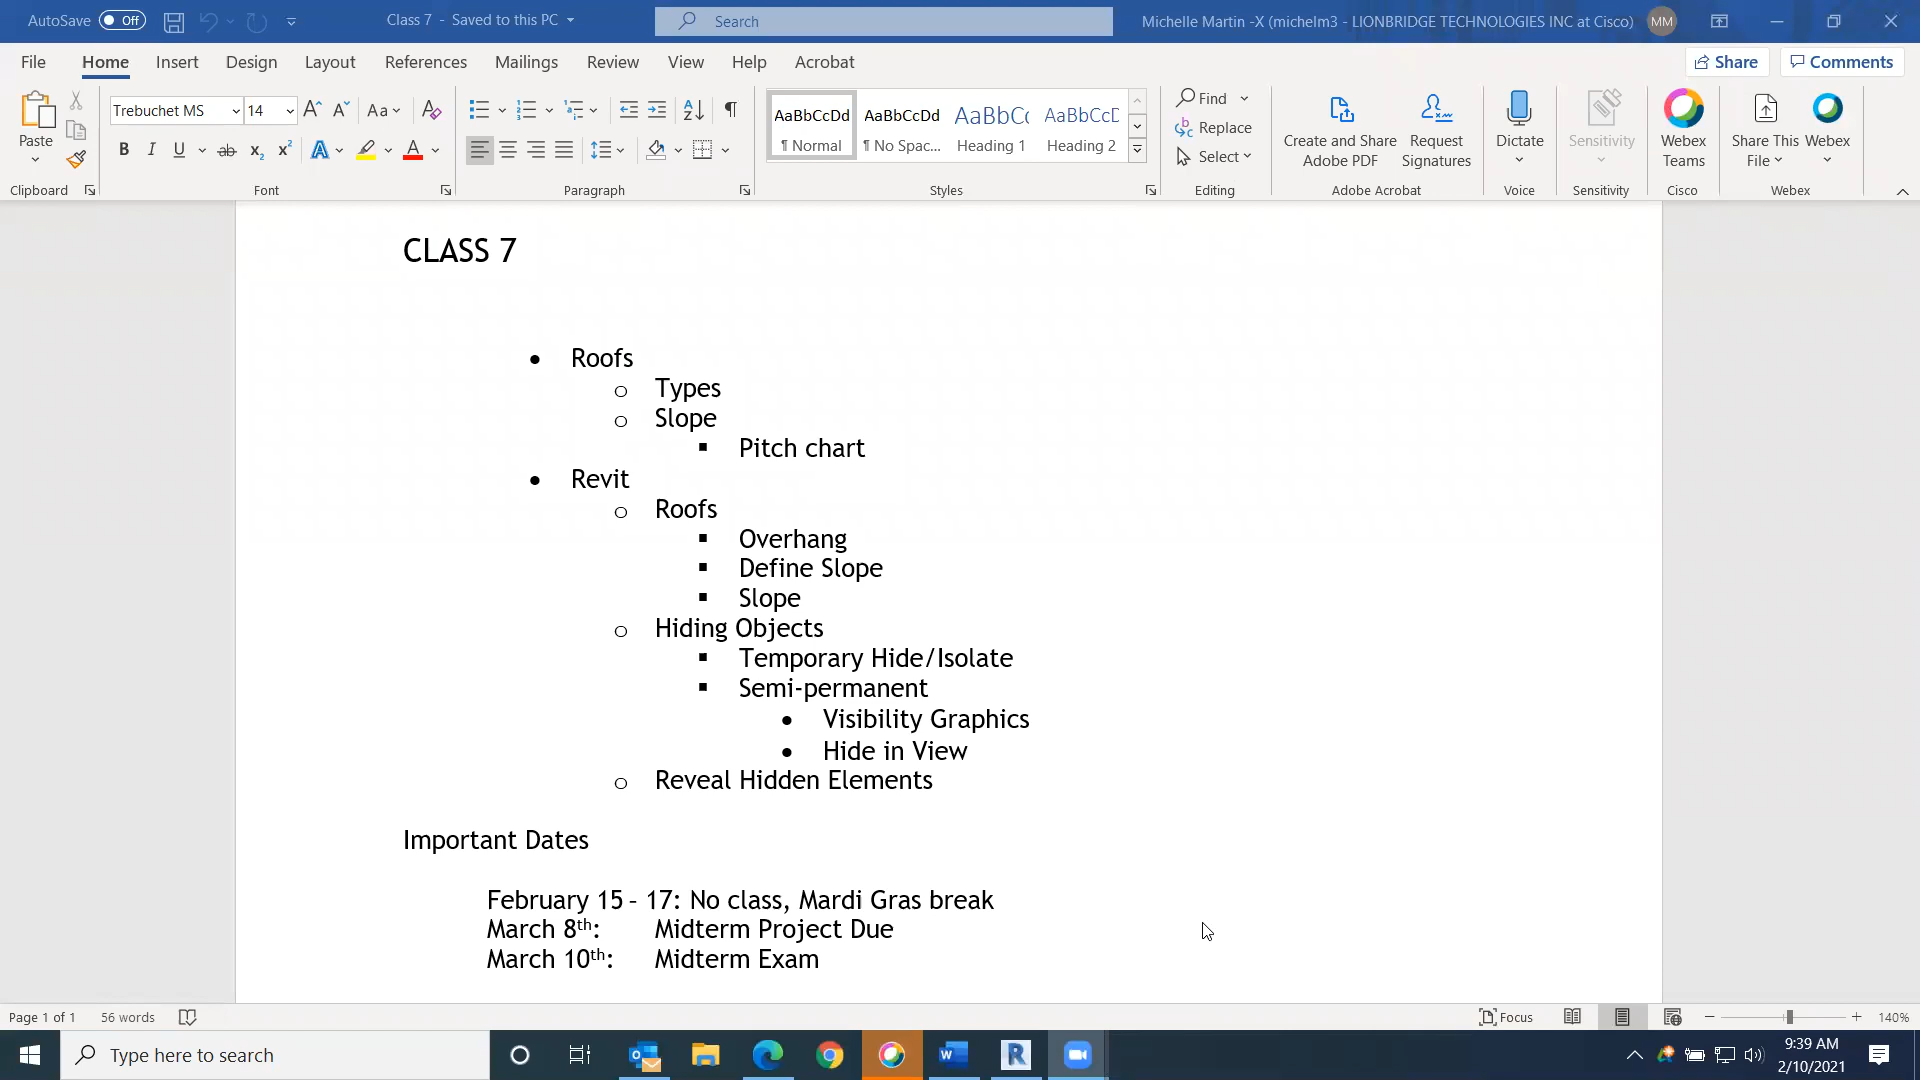 AutoSave Off Class 7 - Saved to this PC Search Michelle Martin -X (michelm3 - LIONBRIDGE TECHNOLOGIES INC at Cisco) MM
File Home Insert Design Layout References Mailings Review View Help Acrobat Share Comments
Paste
Clipboard
Trebuchet MS 14
Font
Paragraph
AaBbCcDd ¶ Normal
AaBbCcDd ¶ No Spac...
AaBbCc Heading 1
AaBbCcD Heading 2
Styles
Find
Replace
Select
Editing
Create and Share Adobe PDF
Request Signatures
Adobe Acrobat
Dictate
Voice
Sensitivity
Sensitivity
Webex Teams
Cisco
Share This File
Webex
Webex
CLASS 7
• Roofs
o Types
o Slope
▪ Pitch chart
• Revit
o Roofs
▪ Overhang
▪ Define Slope
▪ Slope
o Hiding Objects
▪ Temporary Hide/Isolate
▪ Semi-permanent
• Visibility Graphics
• Hide in View
o Reveal Hidden Elements
Important Dates
February 15 – 17: No class, Mardi Gras break
March 8th: Midterm Project Due
March 10th: Midterm Exam
Page 1 of 1 56 words Focus 140%
Type here to search
9:39 AM
2/10/2021